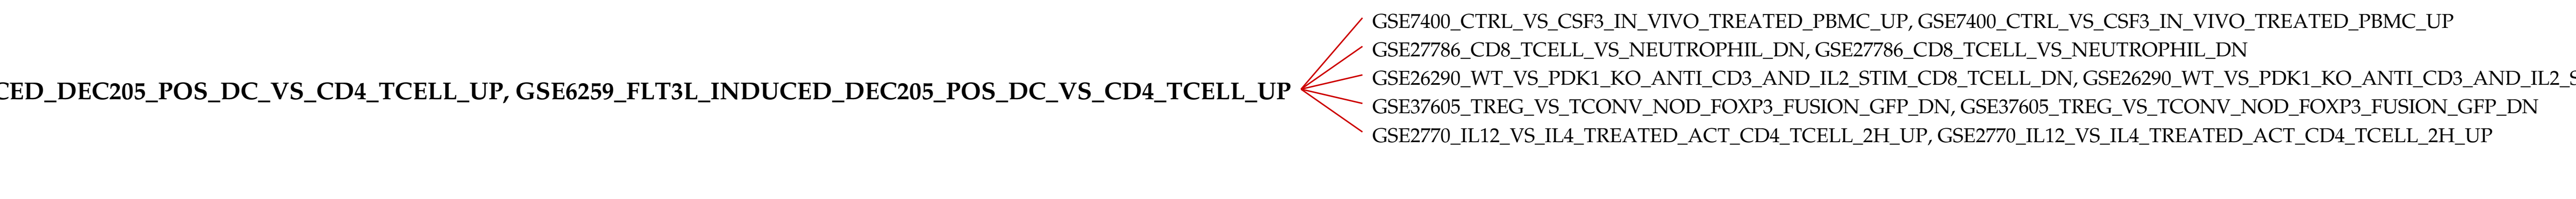 GSE7400_CTRL_VS_CSF3_IN_VIVO_TREATED_PBMC_UP, GSE7400_CTRL_VS_CSF3_IN_VIVO_TREATED_PBMC_UP
GSE27786_CD8_TCELL_VS_NEUTROPHIL_DN, GSE27786_CD8_TCELL_VS_NEUTROPHIL_DN
GSE26290_WT_VS_PDK1_KO_ANTI_CD3_AND_IL2_STIM_CD8_TCELL_DN, GSE26290_WT_VS_PDK1_KO_ANTI_CD3_AND_IL2_S
CED_DEC205_POS_DC_VS_CD4_TCELL_UP, GSE6259_FLT3L_INDUCED_DEC205_POS_DC_VS_CD4_TCELL_UP
GSE37605_TREG_VS_TCONV_NOD_FOXP3_FUSION_GFP_DN, GSE37605_TREG_VS_TCONV_NOD_FOXP3_FUSION_GFP_DN
GSE2770_IL12_VS_IL4_TREATED_ACT_CD4_TCELL_2H_UP, GSE2770_IL12_VS_IL4_TREATED_ACT_CD4_TCELL_2H_UP